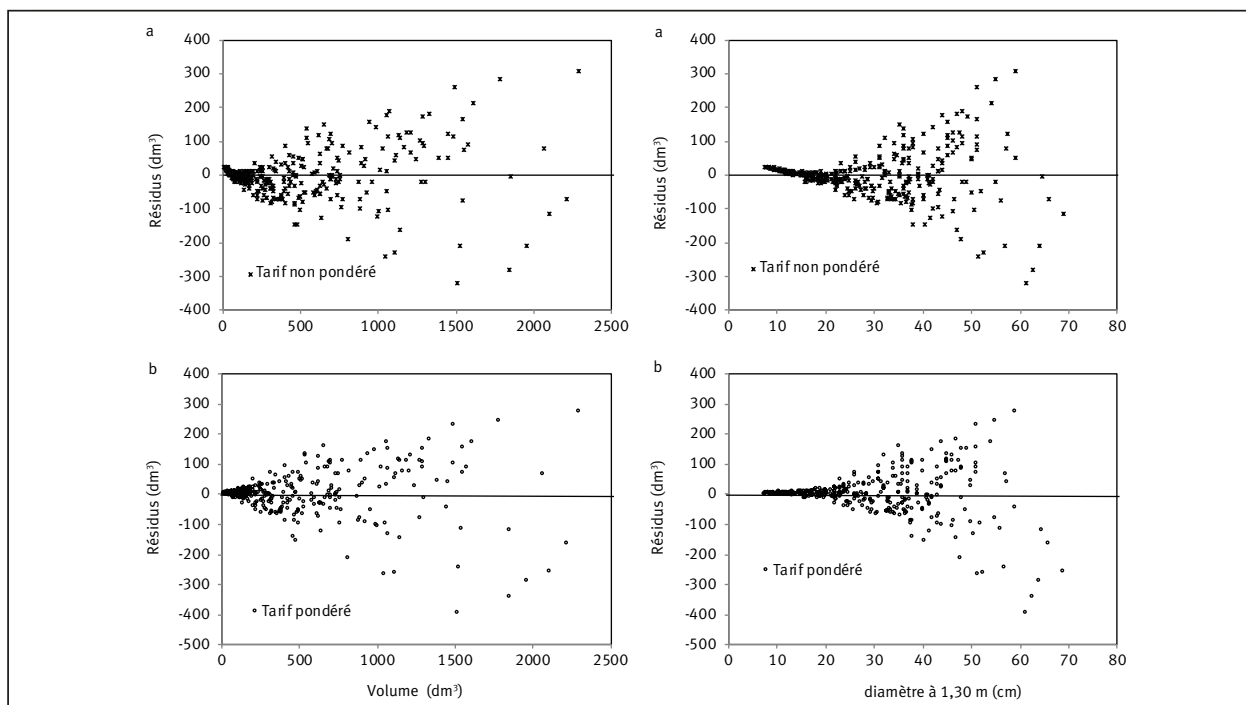 a
400
300
200
100
0
-100
-200
-300
-400
Résidus (dm³)
Tarif non pondéré
0 500 1000 1500 2000 2500
a
400
300
200
100
0
-100
-200
-300
-400
Résidus (dm³)
Tarif non pondéré
0 10 20 30 40 50 60 70 80
b
400
300
200
100
0
-100
-200
-300
-400
-500
Résidus (dm³)
Tarif pondéré
0 500 1000 1500 2000 2500
Volume (dm³)
b
400
300
200
100
0
-100
-200
-300
-400
-500
Résidus (dm³)
Tarif pondéré
0 10 20 30 40 50 60 70 80
diamètre à 1,30 m (cm)